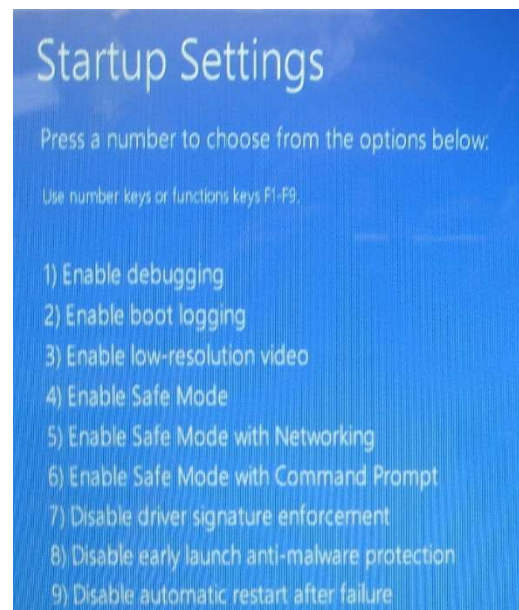 Startup Settings
Press a number to choose from the options below:
Use number keys or functions keys F1-F9.
1) Enable debugging
2) Enable boot logging
3) Enable low-resolution video
4) Enable Safe Mode
5) Enable Safe Mode with Networking
6) Enable Safe Mode with Command Prompt
7) Disable driver signature enforcement
8) Disable early launch anti-malware protection
9) Disable automatic restart after failure